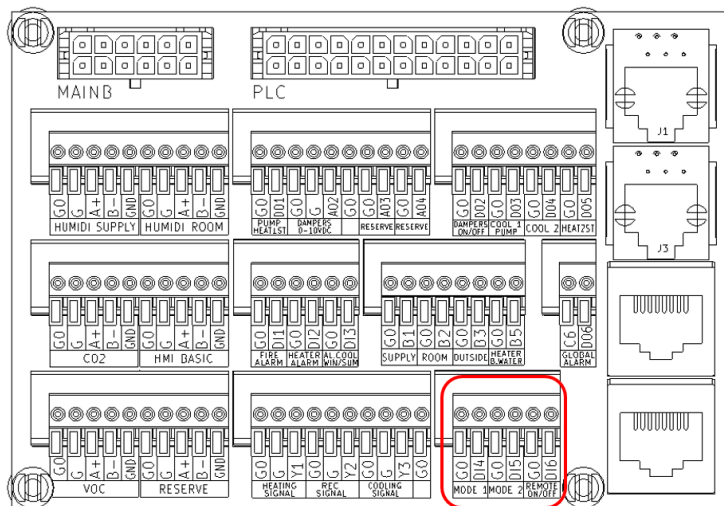 MAINB PLC
J1
G0 G A+ B- GND G0 G A+ B- GND
HUMIDI SUPPLY HUMIDI ROOM
G0 DO1 G0 G AO2 G0 G0 AO3 G0 AO4
PUMP HEAT1ST DAMPERS 0-10VDC RESERVE RESERVE
G0 DO2 G0 DO3 G0 DO4 G0 DO5
DAMPERS ON/OFF COOL 1 PUMP COOL 2 HEAT2ST
J3
G0 G A+ B- GND G0 G A+ B- GND
CO2 HMI BASIC
G0 DI1 G0 DI2 G0 DI3
FIRE ALARM HEATER ALARM AL.COOL WIN/SUM
G0 B1 G0 B2 G0 B3 G0 B5
SUPPLY ROOM OUTSIDE HEATER B.WATER
C6 DO6
GLOBAL ALARM
G0 G A+ B- GND G0 G A+ B- GND
VOC RESERVE
G0 G Y1 G0 G Y2 G0 G Y3 G0
HEATING SIGNAL REC SIGNAL COOLING SIGNAL
G0 DI4 G0 DI5 G0 DI6
MODE 1 MODE 2 REMOTE ON/OFF